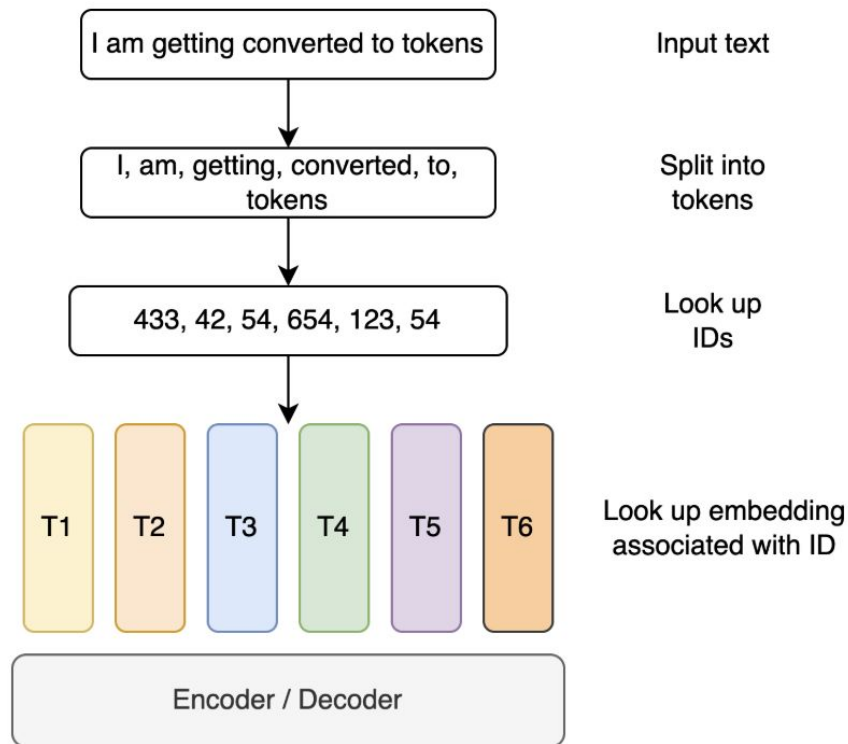 I am getting converted to tokens
Input text
I, am, getting, converted, to,
tokens
Split into
tokens
433, 42, 54, 654, 123, 54
Look up
IDs
T1
T2
T3
T4
T5
T6
Look up embedding
associated with ID
Encoder / Decoder